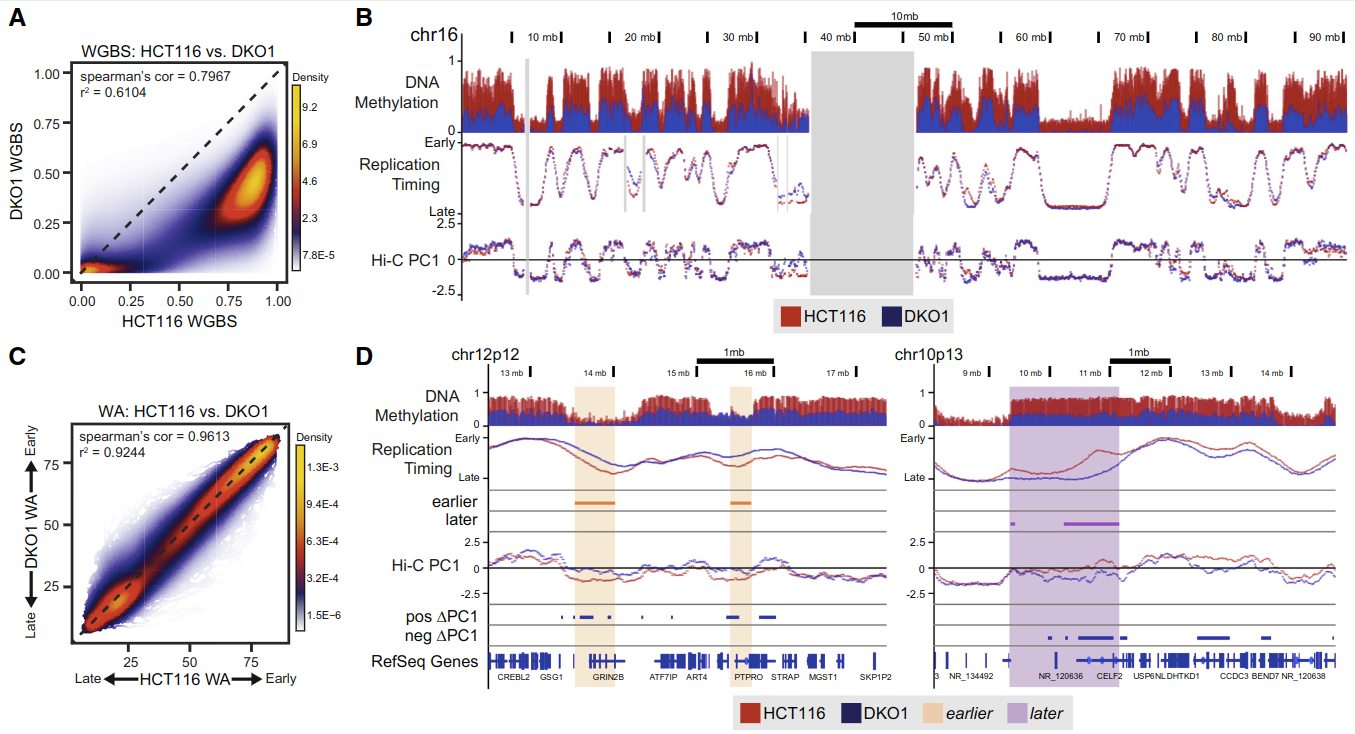 A
WGBS: HCT116 vs. DKO1
spearman's cor = 0.7967
r² = 0.6104
1.00
0.75
0.50
0.25
0.00
DKO1 WGBS
0.00 0.25 0.50 0.75 1.00
HCT116 WGBS
Density
9.2
6.9
4.6
2.3
7.8E-5
B
10mb
chr16
10 mb 20 mb 30 mb 40 mb 50 mb 60 mb 70 mb 80 mb 90 mb
DNA
Methylation
1
0
Replication
Timing
Early
Late
Hi-C PC1
2.5
0
-2.5
HCT116 DKO1
C
WA: HCT116 vs. DKO1
spearman's cor = 0.9613
r² = 0.9244
75
50
25
Late DKO1 WA Early
25 50 75
Late HCT116 WA Early
Density
1.3E-3
9.4E-4
6.3E-4
3.2E-4
1.5E−6
D
chr12p12
1mb
13 mb 14 mb 15 mb 16 mb 17 mb
DNA
Methylation
1
0
Replication
Timing
Early
Late
earlier
later
Hi-C PC1
2.5
0
-2.5
pos ΔPC1
neg ΔPC1
RefSeq Genes
CREBL2 GSG1 GRIN2B ATF7IP ART4 PTPRO STRAP MGST1 SKP1P2
chr10p13
1mb
9 mb 10 mb 11 mb 12 mb 13 mb 14 mb
1
0
Early
Late
2.5
0
-2.5
3 NR_134492 NR_120636 CELF2 USP6NL DHTKD1 CCDC3 BEND7 NR_120638
HCT116 DKO1 earlier later